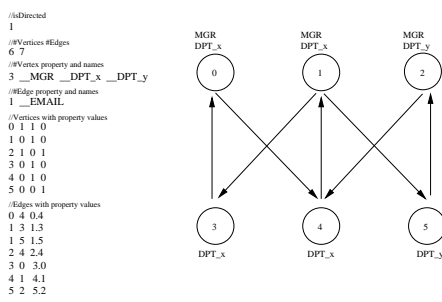 //isDirected
1
//#Vertices #Edges
6 7
//#Vertex property and names
3 __MGR __DPT_x __DPT_y
//#Edge property and names
1 __EMAIL
//Vertices with property values
0 1 1 0
1 0 1 0
2 1 0 1
3 0 1 0
4 0 1 0
5 0 0 1
//Edges with property values
0 4 0.4
1 3 1.3
1 5 1.5
2 4 2.4
3 0 3.0
4 1 4.1
5 2 5.2
MGR MGR MGR
DPT_x DPT_x DPT_y
0 1 2
3 4 5
DPT_x DPT_x DPT_y